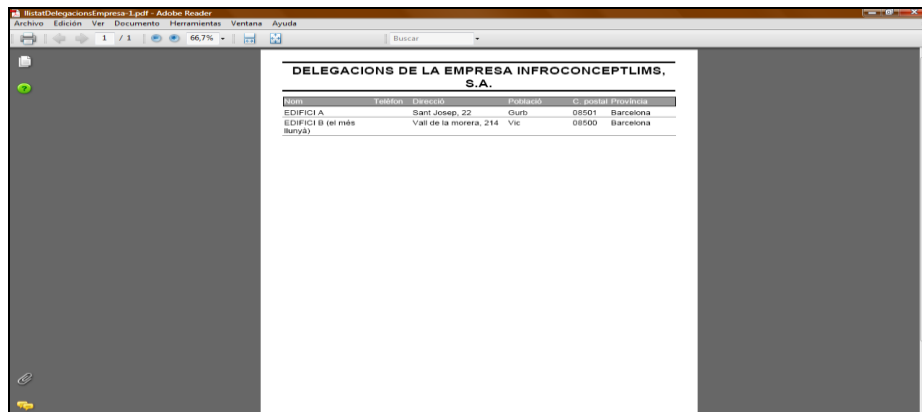 llistatDelegacionsEmpresa-1.pdf - Adobe Reader
Archivo Edición Ver Documento Herramientas Ventana Ayuda
1 / 1 66,7% Buscar
DELEGACIONS DE LA EMPRESA INFROCONCEPTLIMS,
S.A.
Nom Telèfon Direcció Població C. postal Província
EDIFICI A Sant Josep, 22 Gurb 08501 Barcelona
EDIFICI B (el més Vall de la morera, 214 Vic 08500 Barcelona
llunyà)